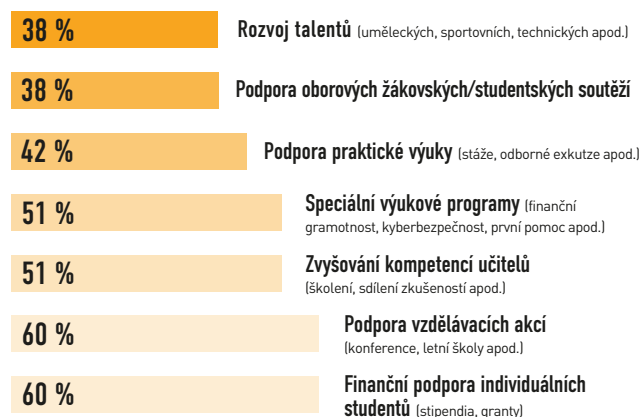 38 % Rozvoj talentů (uměleckých, sportovních, technických apod.)
38 % Podpora oborových žákovských/studentských soutěží
42 % Podpora praktické výuky (stáže, odborné exkutze apod.)
51 % Speciální výukové programy (finanční
gramotnost, kyberbezpečnost, první pomoc apod.)
51 % Zvyšování kompetencí učitelů
(školení, sdílení zkušeností apod.)
60 % Podpora vzdělávacích akcí
(konference, letní školy apod.)
60 % Finanční podpora individuálních
studentů (stipendia, granty)